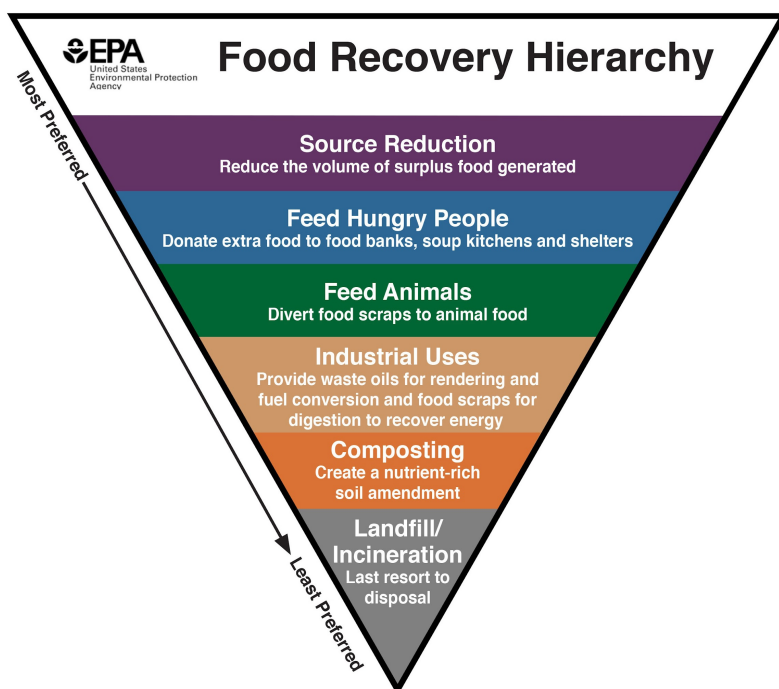 EPA
United States
Environmental Protection
Agency
Food Recovery Hierarchy
Most Preferred
Source Reduction
Reduce the volume of surplus food generated
Feed Hungry People
Donate extra food to food banks, soup kitchens and shelters
Feed Animals
Divert food scraps to animal food
Industrial Uses
Provide waste oils for rendering and
fuel conversion and food scraps for
digestion to recover energy
Composting
Create a nutrient-rich
soil amendment
Landfill/
Incineration
Last resort to
disposal
Least Preferred